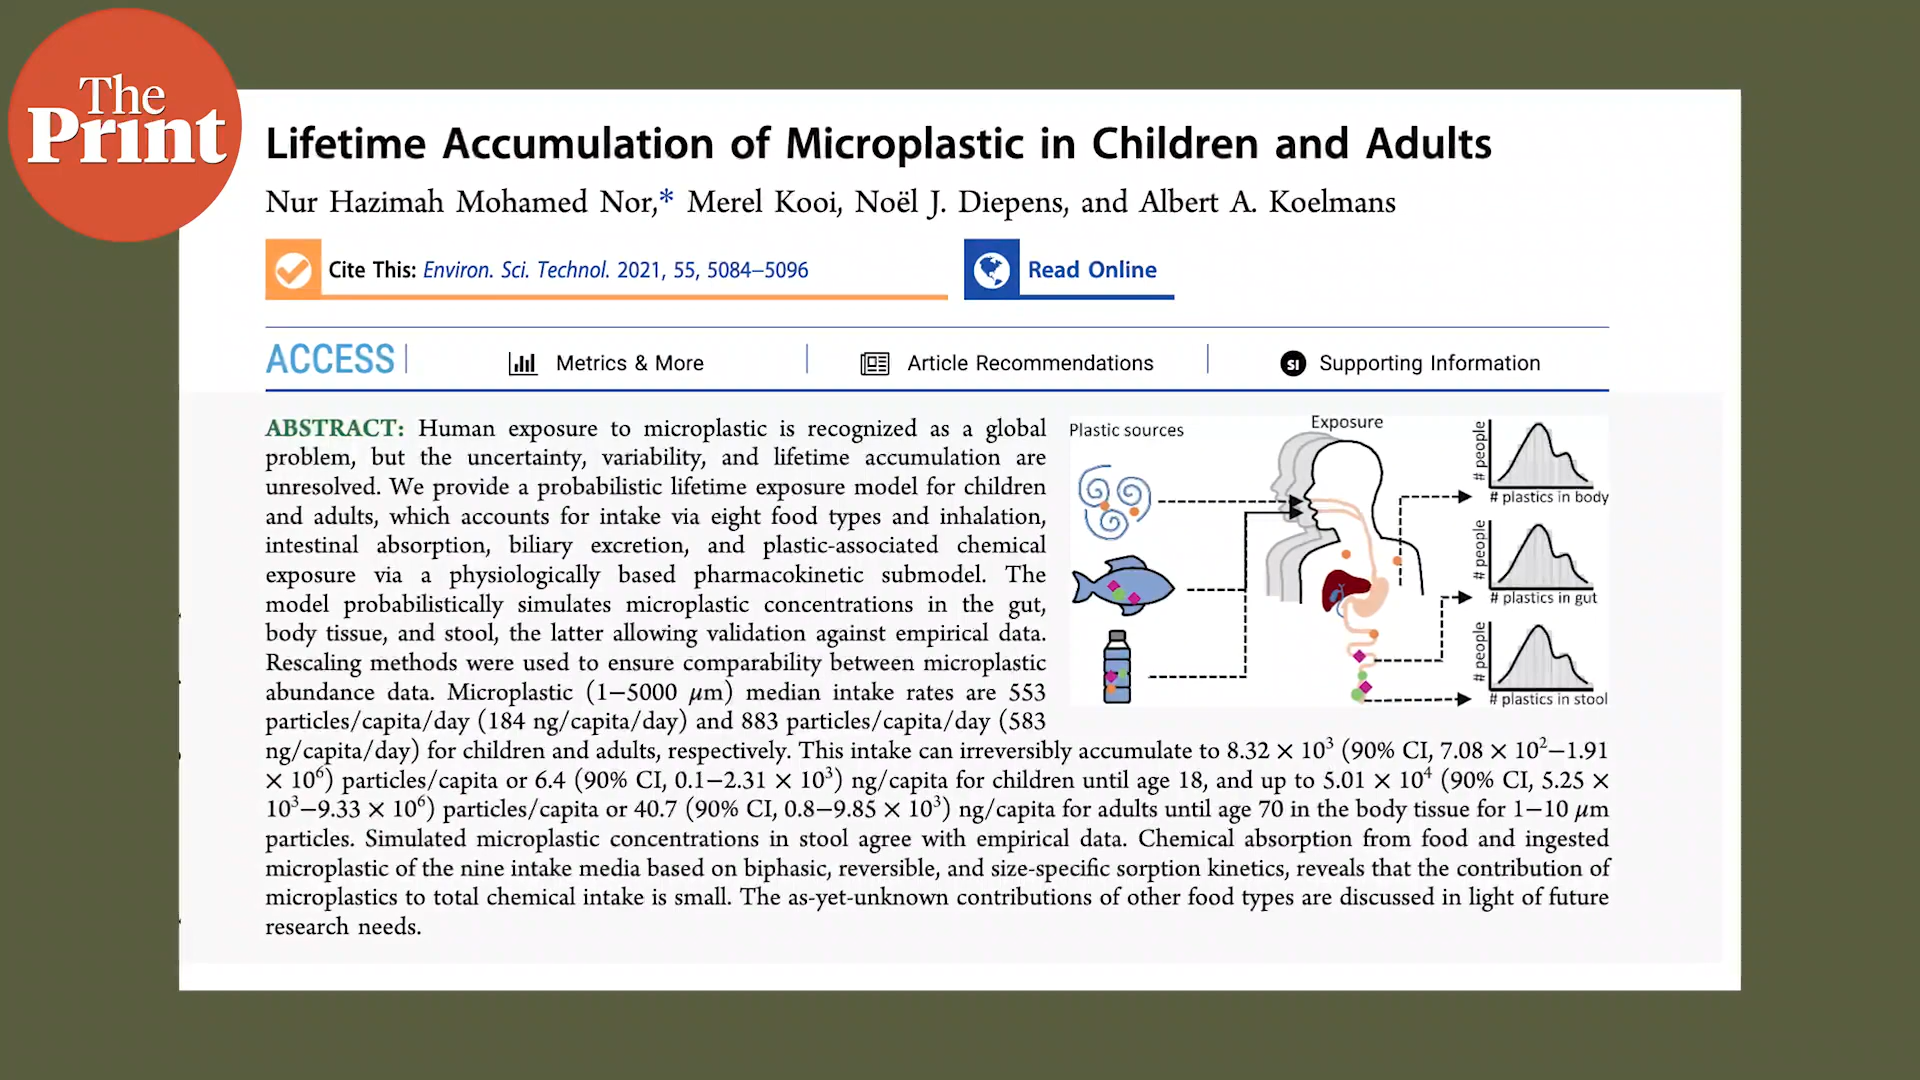 The
Print
Lifetime Accumulation of Microplastic in Children and Adults
Nur Hazimah Mohamed Nor,* Merel Kooi, Noël J. Diepens, and Albert A. Koelmans
Cite This: Environ. Sci. Technol. 2021, 55, 5084–5096
Read Online
ACCESS
Metrics & More
Article Recommendations
SI Supporting Information
ABSTRACT: Human exposure to microplastic is recognized as a global
problem, but the uncertainty, variability, and lifetime accumulation are
unresolved. We provide a probabilistic lifetime exposure model for children
and adults, which accounts for intake via eight food types and inhalation,
intestinal absorption, biliary excretion, and plastic-associated chemical
exposure via a physiologically based pharmacokinetic submodel. The
model probabilistically simulates microplastic concentrations in the gut,
body tissue, and stool, the latter allowing validation against empirical data.
Rescaling methods were used to ensure comparability between microplastic
abundance data. Microplastic (1−5000 μm) median intake rates are 553
particles/capita/day (184 ng/capita/day) and 883 particles/capita/day (583
ng/capita/day) for children and adults, respectively. This intake can irreversibly accumulate to 8.32 × 10³ (90% CI, 7.08 × 10²−1.91
× 10⁶) particles/capita or 6.4 (90% CI, 0.1−2.31 × 10³) ng/capita for children until age 18, and up to 5.01 × 10⁴ (90% CI, 5.25 ×
10³−9.33 × 10⁶) particles/capita or 40.7 (90% CI, 0.8−9.85 × 10³) ng/capita for adults until age 70 in the body tissue for 1−10 μm
particles. Simulated microplastic concentrations in stool agree with empirical data. Chemical absorption from food and ingested
microplastic of the nine intake media based on biphasic, reversible, and size-specific sorption kinetics, reveals that the contribution of
microplastics to total chemical intake is small. The as-yet-unknown contributions of other food types are discussed in light of future
research needs.
Plastic sources
Exposure
# people
# plastics in body
# people
# plastics in gut
# people
# plastics in stool